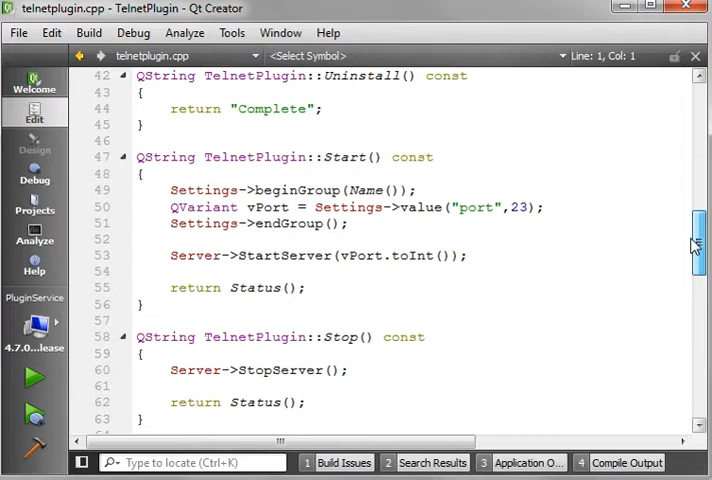 telnetplugin.cpp - TelnetPlugin - Qt Creator
File Edit Build Debug Analyze Tools Window Help
telnetplugin.cpp <Select Symbol> Line: 1, Col: 1
Welcome
Edit
Design
Debug
Projects
Analyze
Help
PluginService
4.7.0...lease
42 QString TelnetPlugin::Uninstall() const
43 {
44 return "Complete";
45 }
46
47 QString TelnetPlugin::Start() const
48 {
49 Settings->beginGroup(Name());
50 QVariant vPort = Settings->value("port",23);
51 Settings->endGroup();
52
53 Server->StartServer(vPort.toInt());
54
55 return Status();
56 }
57
58 QString TelnetPlugin::Stop() const
59 {
60 Server->StopServer();
61
62 return Status();
63 }
Type to locate (Ctrl+K) 1 Build Issues 2 Search Results 3 Application O... 4 Compile Output